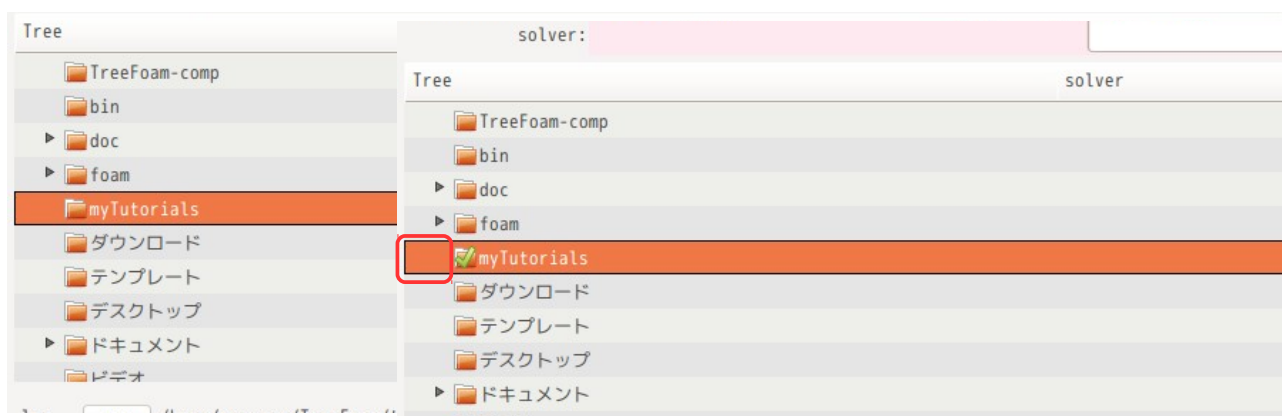 Tree
TreeFoam-comp
bin
doc
foam
myTutorials
ダウンロード
テンプレート
デスクトップ
ドキュメント
ビデオ
solver:
Tree solver
TreeFoam-comp
bin
doc
foam
myTutorials
ダウンロード
テンプレート
デスクトップ
ドキュメント